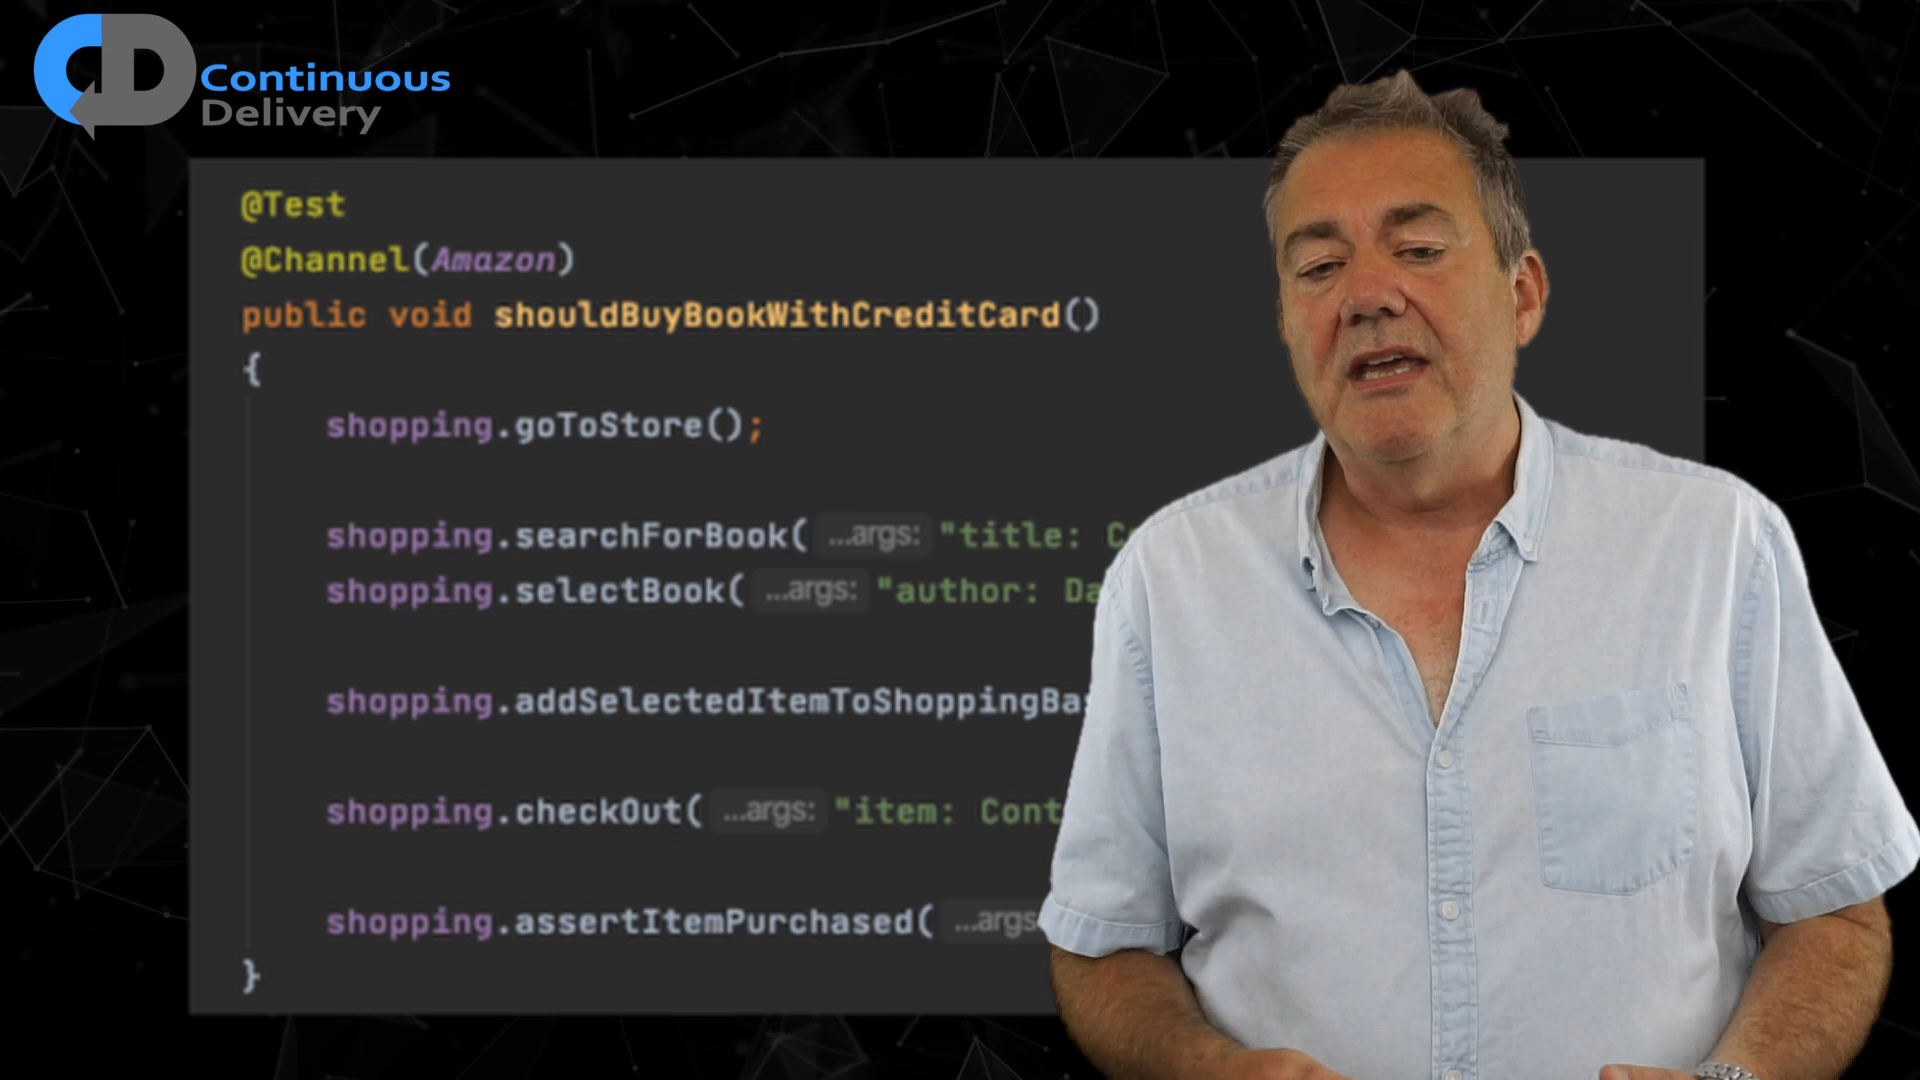 Continuous
Delivery
@Test
@Channel(Amazon)
public void shouldBuyBookWithCreditCard()
{
shopping.goToStore();
shopping.searchForBook( ...args: "title:
shopping.selectBook( ...args: "author:
shopping.addSelectedItemToShoppingBas
shopping.checkOut( ...args: "item: Cont
shopping.assertItemPurchased( ...args
}